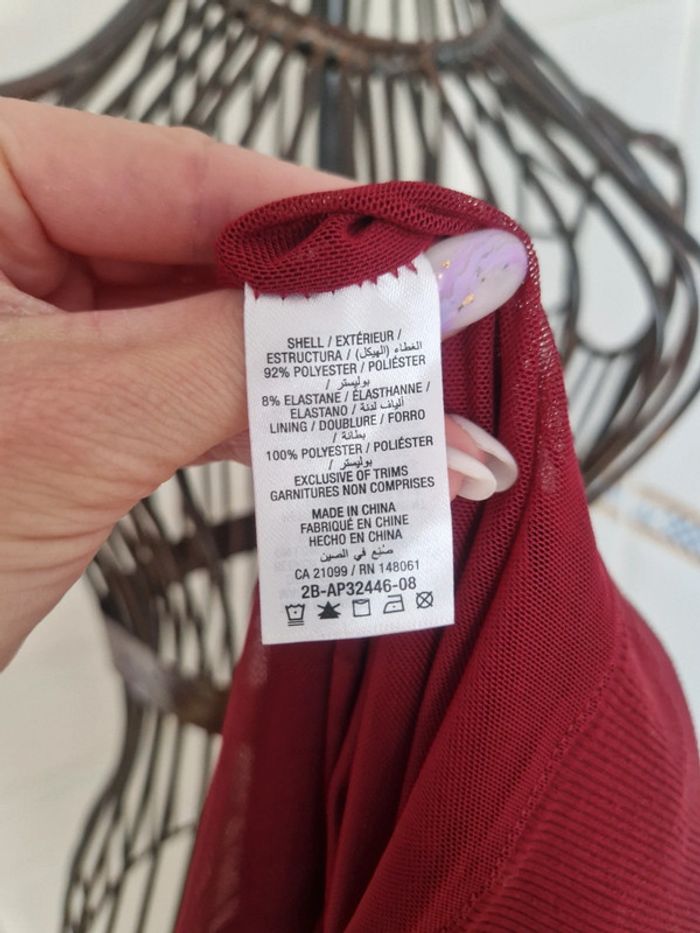 SHELL / EXTÉRIEUR /
ESTRUCTURA / الغطاء (الهيكل) /
92% POLYESTER / POLIÉSTER
/ بوليستر
8% ELASTANE / ÉLASTHANNE /
ELASTANO / ألياف لدنة /
LINING / DOUBLURE / FORRO
/ بطانة /
100% POLYESTER / POLIÉSTER
/ بوليستر
EXCLUSIVE OF TRIMS
GARNITURES NON COMPRISES
MADE IN CHINA
FABRIQUÉ EN CHINE
HECHO EN CHINA
صُنع في الصين
CA 21099 / RN 148061
2B-AP32446-08